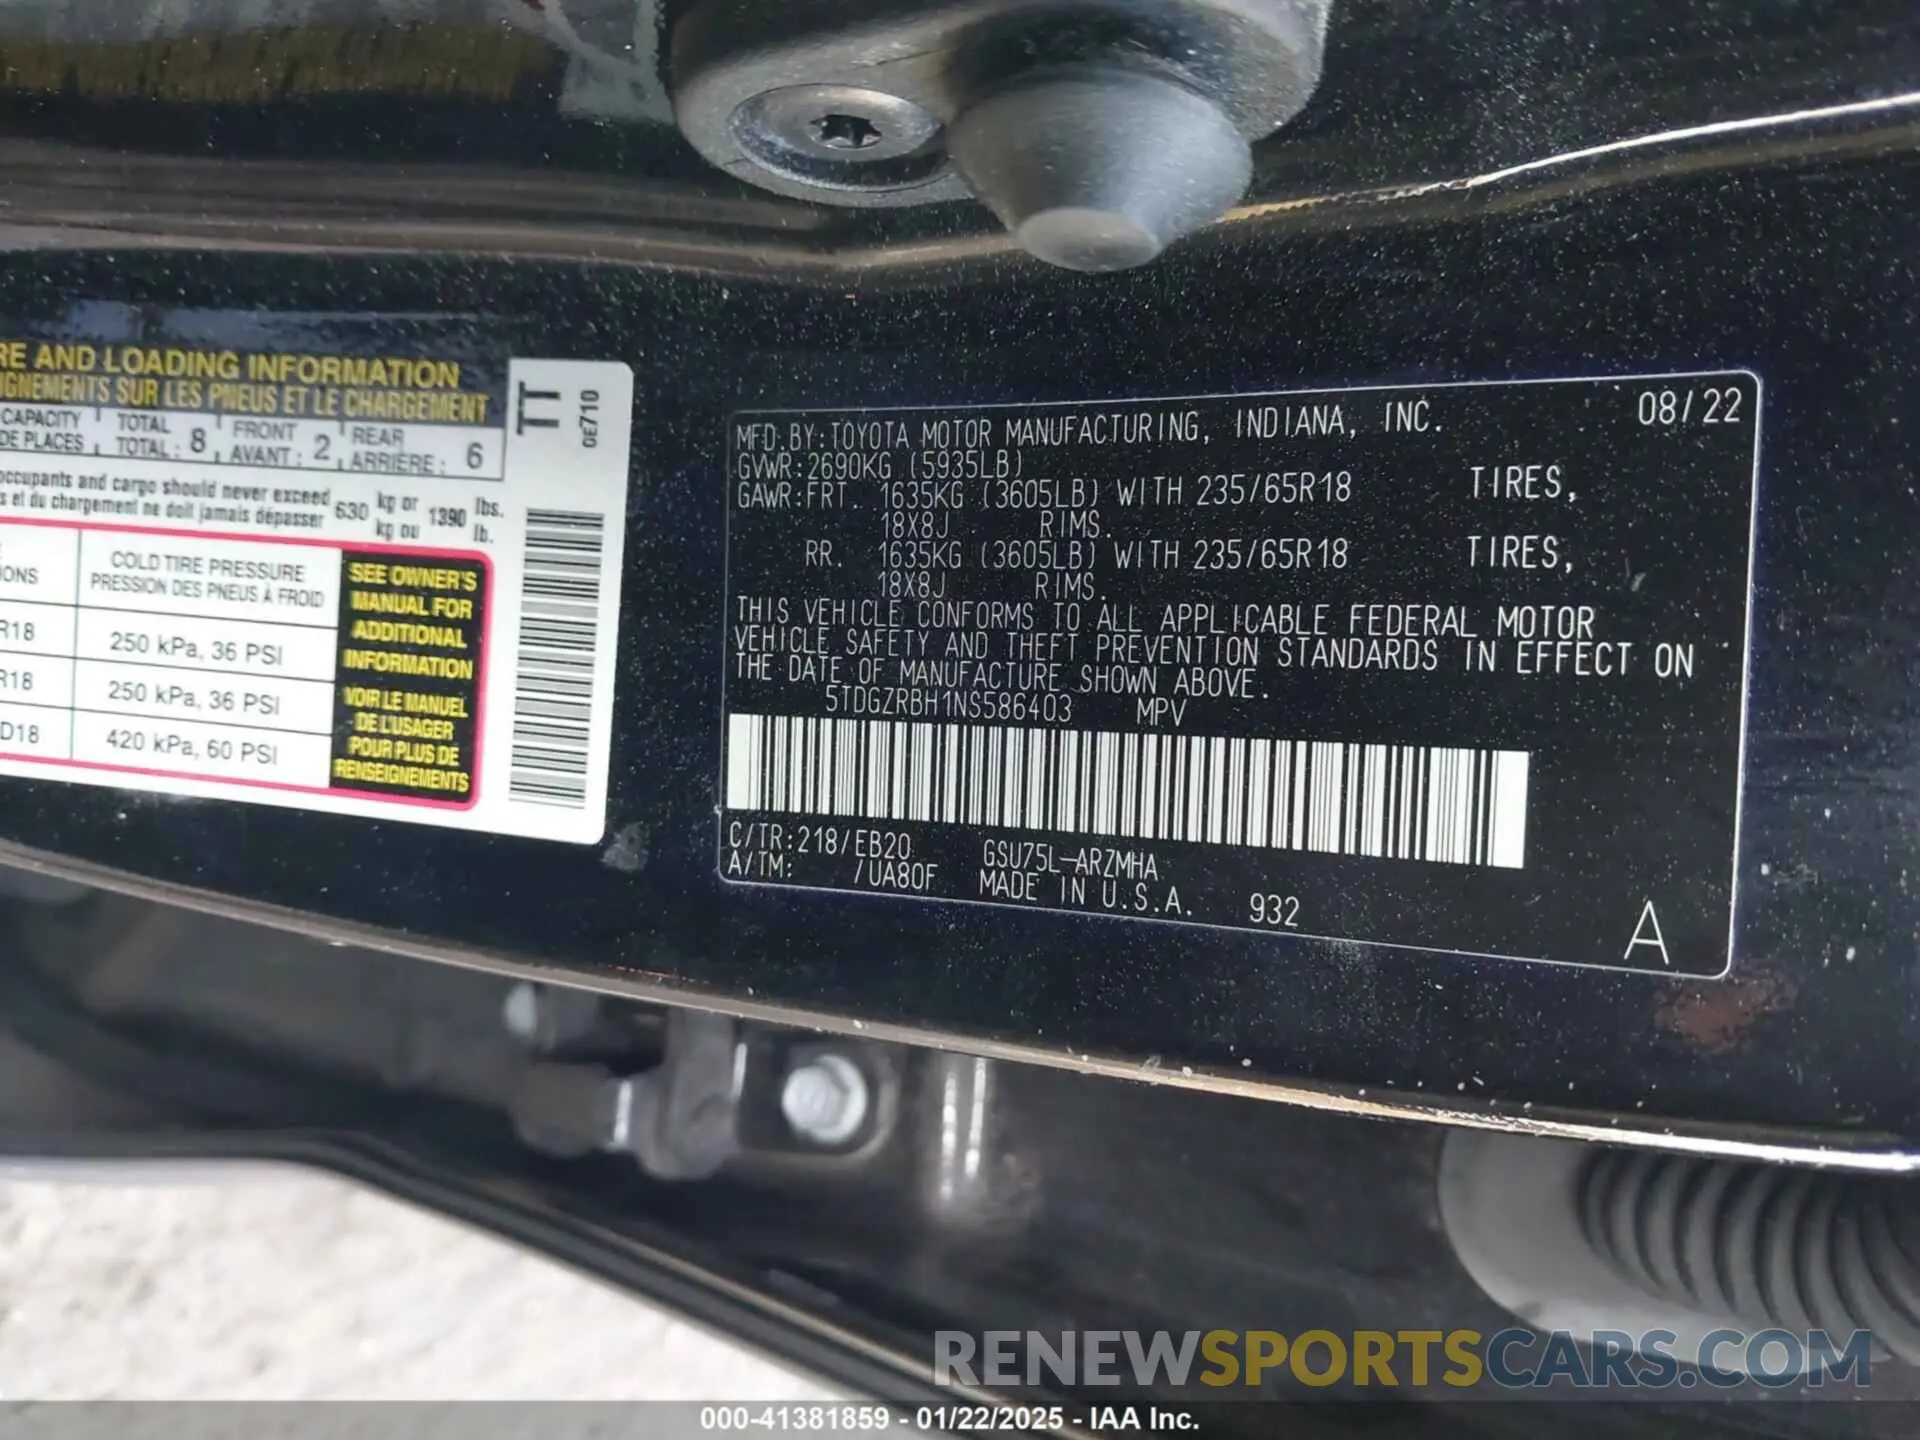 RE AND LOADING INFORMATION
IGNEMENTS SUR LES PNEUS ET LE CHARGEMENT
CAPACITY TOTAL FRONT REAR
DE PLACES TOTAL: 8 AVANT: 2 ARRIÈRE: 6
occupants and cargo should never exceed 630 kg or 1390 lbs.
s et du chargement ne doit jamais dépasser kg ou lb.
TT
0E710
IONS
COLD TIRE PRESSURE
PRESSION DES PNEUS À FROID
R18 250 kPa, 36 PSI
R18 250 kPa, 36 PSI
D18 420 kPa, 60 PSI
SEE OWNER'S
MANUAL FOR
ADDITIONAL
INFORMATION
VOIR LE MANUEL
DE L'USAGER
POUR PLUS DE
RENSEIGNEMENTS
MFD.BY:TOYOTA MOTOR MANUFACTURING, INDIANA, INC. 08/22
GVWR:2690KG (5935LB)
GAWR:FRT. 1635KG (3605LB) WITH 235/65R18 TIRES,
18X8J RIMS.
RR. 1635KG (3605LB) WITH 235/65R18 TIRES,
18X8J RIMS.
THIS VEHICLE CONFORMS TO ALL APPLICABLE FEDERAL MOTOR
VEHICLE SAFETY AND THEFT PREVENTION STANDARDS IN EFFECT ON
THE DATE OF MANUFACTURE SHOWN ABOVE.
5TDGZRBH1NS586403 MPV
C/TR:218/EB20 GSU75L-ARZMHA
A/TM: /UA80F MADE IN U.S.A. 932
A
RENEWSPORTSCARS.COM
000-41381859 - 01/22/2025 - IAA Inc.